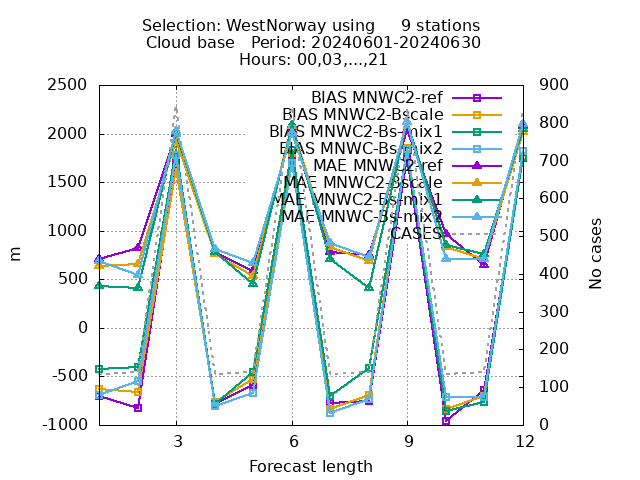 Selection: WestNorway using     9 stations
Cloud base   Period: 20240601-20240630
Hours: 00,03,...,21
2500
2000
1500
1000
500
0
-500
-1000
900
800
700
600
500
400
300
200
100
0
BIAS MNWC2-ref
BIAS MNWC2-Bscale
BIAS MNWC2-Bs-mix1
BIAS MNWC-Bs-mix2
MAE MNWC2-ref
MAE MNWC2-Bscale
MAE MNWC2-Bs-mix1
MAE MNWC-Bs-mix2
CASES
m
No cases
3
6
9
12
Forecast length